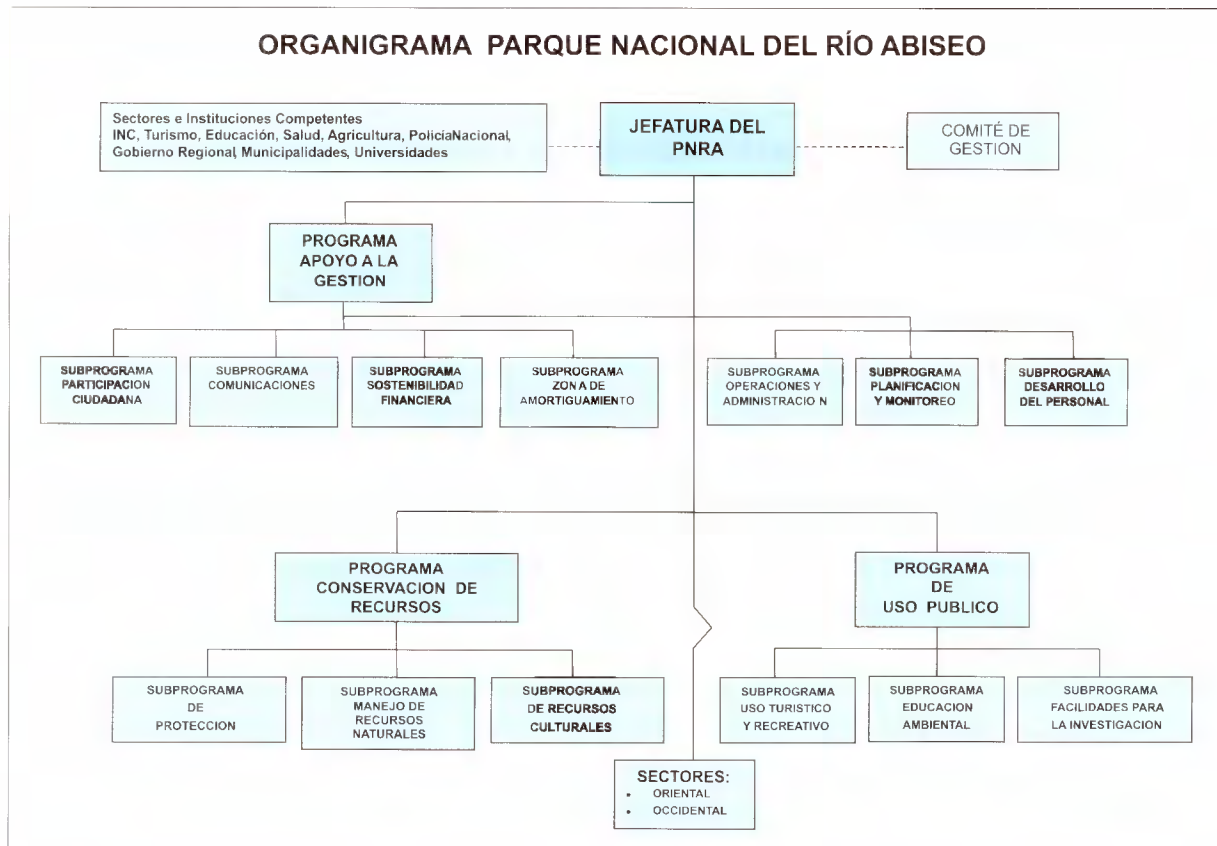 ORGANIGRAMA PARQUE NACIONAL DEL RÍO ABISEO
Sectores e Instituciones Competentes
INC, Turismo, Educación, Salud, Agricultura, PolicíaNacional,
Gobierno Regional, Municipalidades, Universidades
JEFATURA DEL
PNRA
COMITÉ DE
GESTION
PROGRAMA
APOYO A LA
GESTION
SUBPROGRAMA
PARTICIPACION
CIUDADANA
SUBPROGRAMA
COMUNICACIONES
SUBPROGRAMA
SOSTENIBILIDAD
FINANCIERA
SUBPROGRAMA
ZONA DE
AMORTIGUAMIENTO
SUBPROGRAMA
OPERACIONES Y
ADMINISTRACIO N
SUBPROGRAMA
PLANIFICACION
Y MONITOREO
SUBPROGRAMA
DESARROLLO
DEL PERSONAL
PROGRAMA
CONSERVACION DE
RECURSOS
PROGRAMA
DE
USO PUBLICO
SUBPROGRAMA
DE
PROTECCION
SUBPROGRAMA
MANEJO DE
RECURSOS
NATURALES
SUBPROGRAMA
DE RECURSOS
CULTURALES
SUBPROGRAMA
USO TURISTICO
Y RECREATIVO
SUBPROGRAMA
EDUCACION
AMBIENTAL
SUBPROGRAMA
FACILIDADES PARA
LA INVESTIGACION
SECTORES:
• ORIENTAL
• OCCIDENTAL